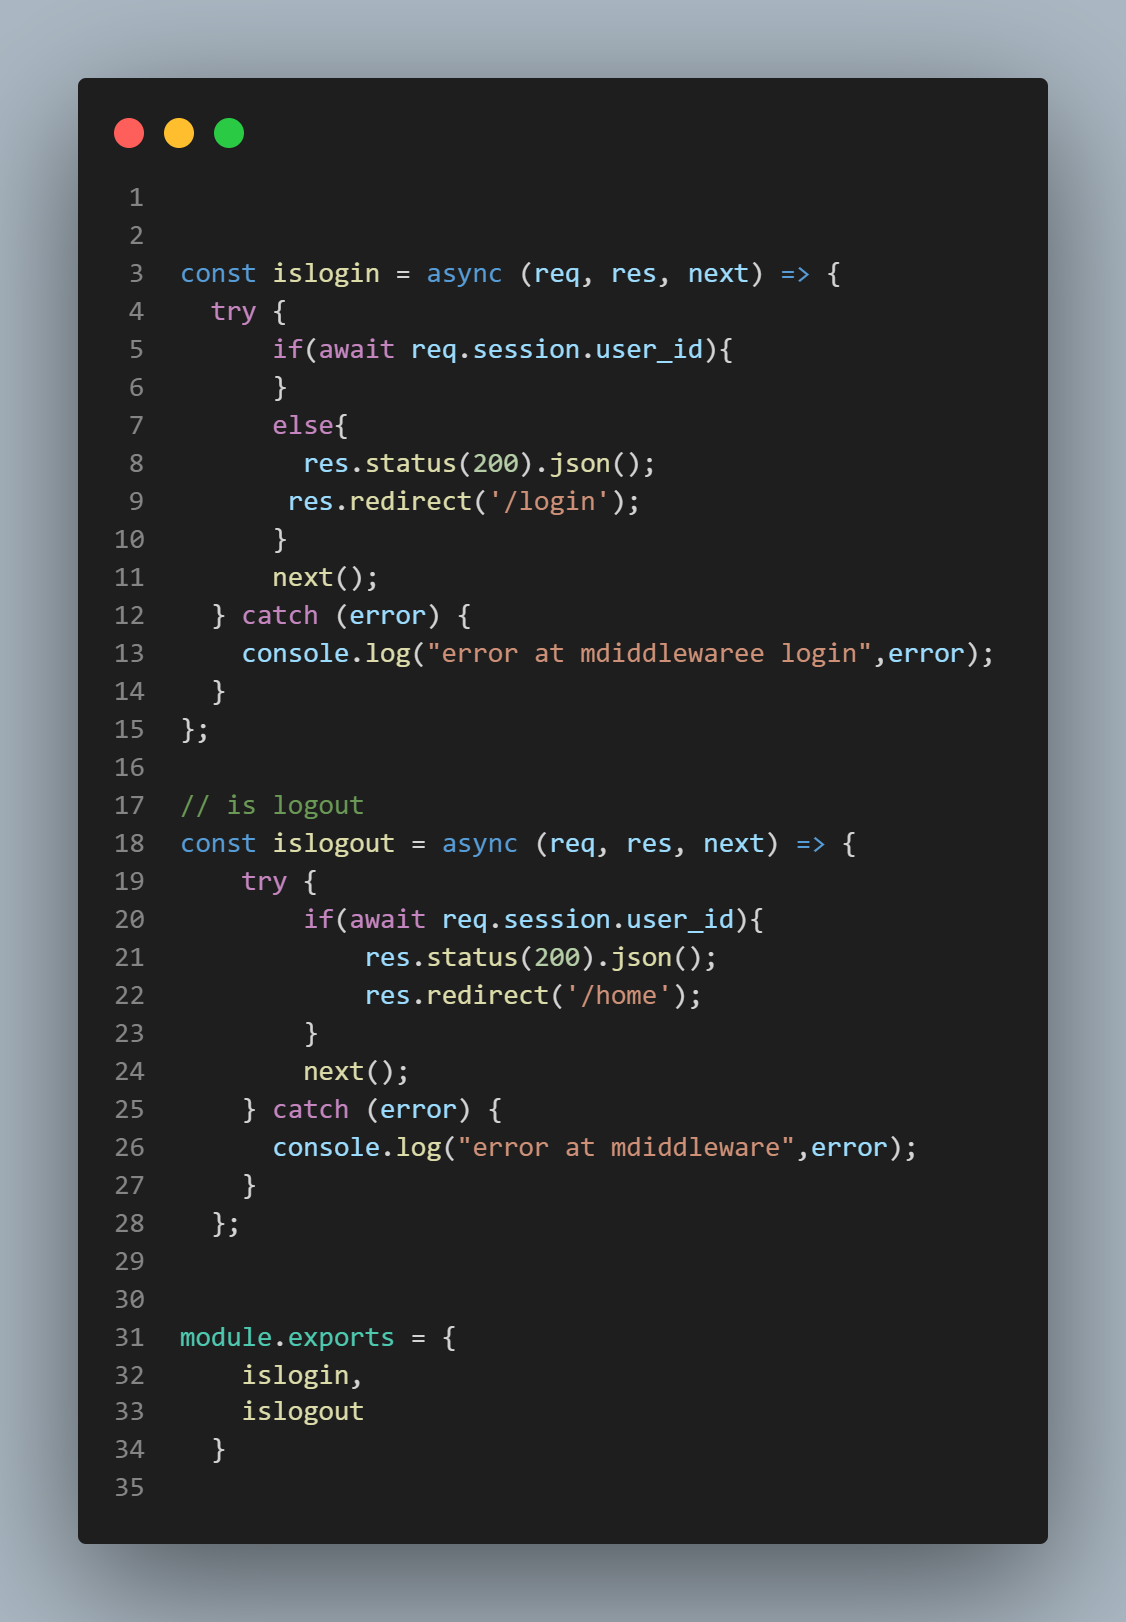 1
2
3 const islogin = async (req, res, next) => {
4   try {
5       if(await req.session.user_id){
6       }
7       else{
8         res.status(200).json();
9        res.redirect('/login');
10       }
11       next();
12   } catch (error) {
13     console.log("error at mdiddlewaree login",error);
14   }
15 };
16
17 // is logout
18 const islogout = async (req, res, next) => {
19     try {
20         if(await req.session.user_id){
21             res.status(200).json();
22             res.redirect('/home');
23         }
24         next();
25     } catch (error) {
26       console.log("error at mdiddleware",error);
27     }
28   };
29
30
31 module.exports = {
32     islogin,
33     islogout
34   }
35